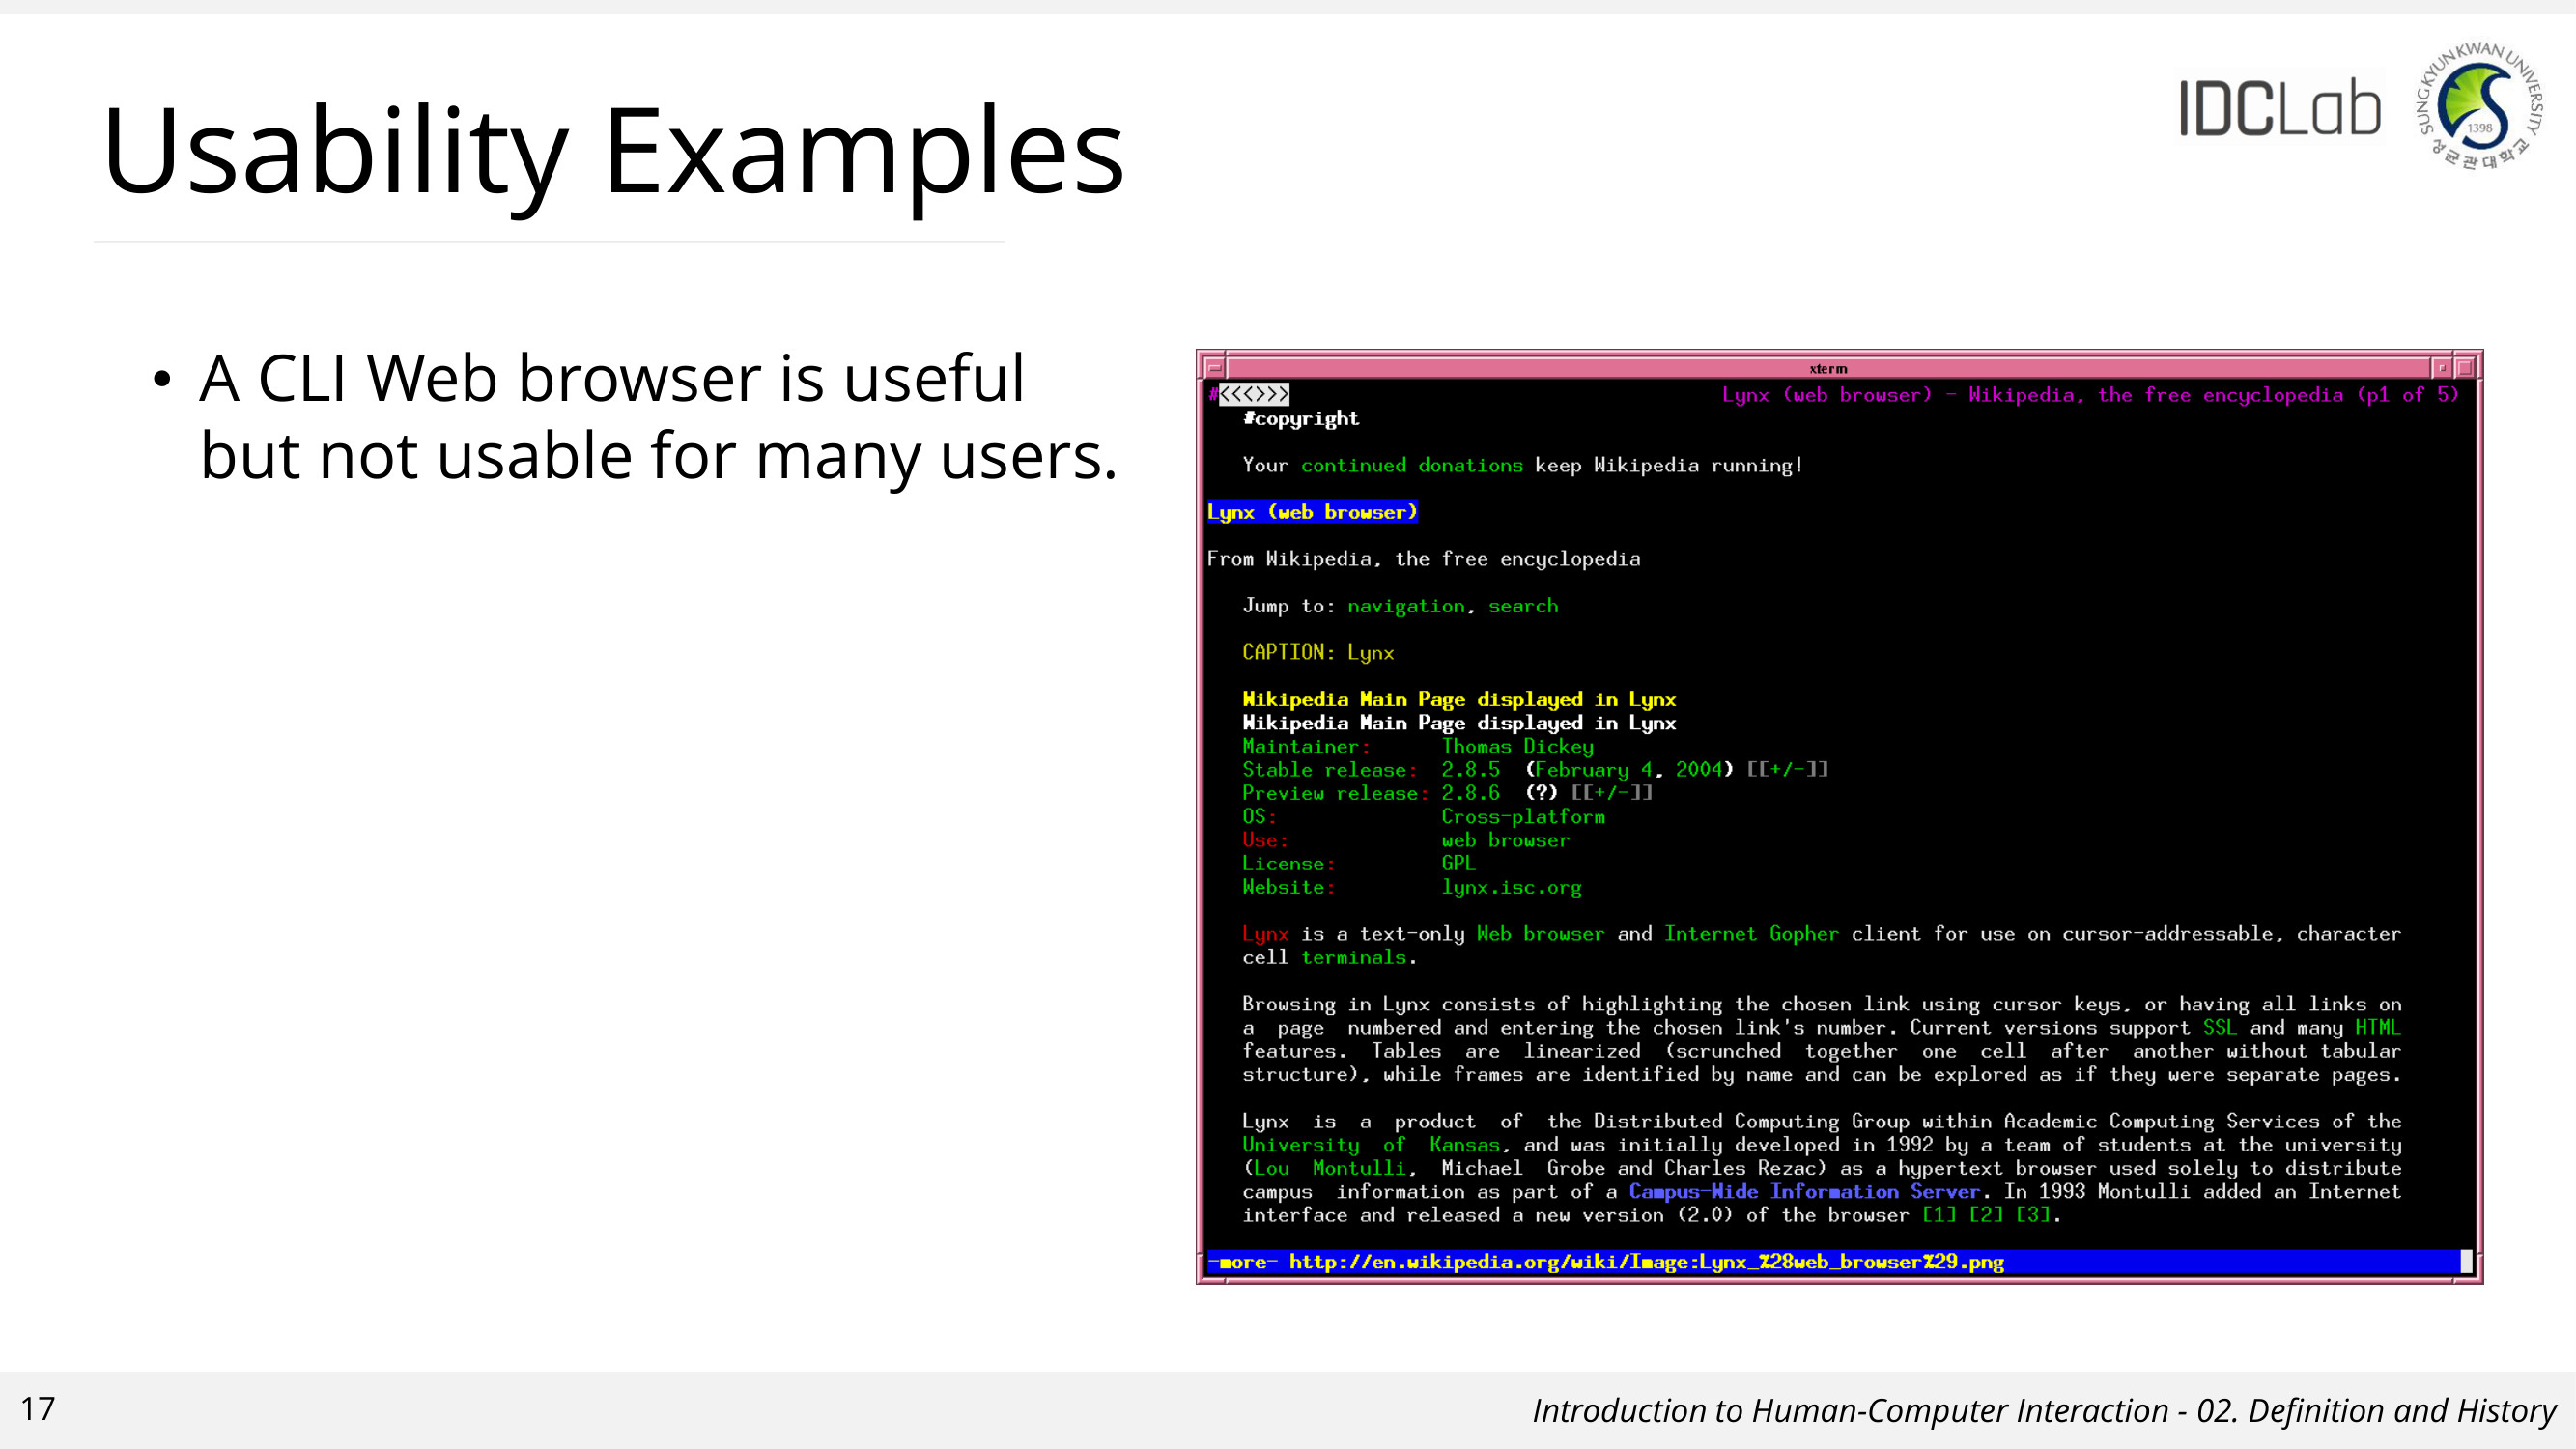 Usability Examples
IDCLab
SUNGKYUNKWAN UNIVERSITY
1398
성균관대학교
• A CLI Web browser is useful
but not usable for many users.
xterm
#<<<>>>    Lynx (web browser) - Wikipedia, the free encyclopedia (p1 of 5)
#copyright
Your continued donations keep Wikipedia running!
Lynx (web browser)
From Wikipedia, the free encyclopedia
Jump to: navigation, search
CAPTION: Lynx
Wikipedia Main Page displayed in Lynx
Wikipedia Main Page displayed in Lynx
Maintainer: Thomas Dickey
Stable release: 2.8.5 (February 4, 2004) [[+/-]]
Preview release: 2.8.6 (?) [[+/-]]
OS: Cross-platform
Use: web browser
License: GPL
Website: lynx.isc.org
Lynx is a text-only Web browser and Internet Gopher client for use on cursor-addressable, character
cell terminals.
Browsing in Lynx consists of highlighting the chosen link using cursor keys, or having all links on
a page numbered and entering the chosen link's number. Current versions support SSL and many HTML
features. Tables are linearized (scrunched together one cell after another without tabular
structure), while frames are identified by name and can be explored as if they were separate pages.
Lynx is a product of the Distributed Computing Group within Academic Computing Services of the
University of Kansas, and was initially developed in 1992 by a team of students at the university
(Lou Montulli, Michael Grobe and Charles Rezac) as a hypertext browser used solely to distribute
campus information as part of a Campus-Wide Information Server. In 1993 Montulli added an Internet
interface and released a new version (2.0) of the browser [1] [2] [3].
-more- http://en.wikipedia.org/wiki/Image:Lynx_%28web_browser%29.png
17
Introduction to Human-Computer Interaction - 02. Definition and History